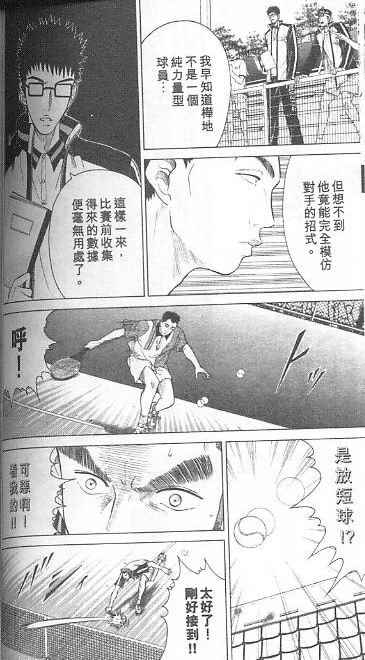 我早知道樺地
不是一個
純力量型
球員…
但想不到
他竟能完全模仿
對手的招式。
這樣一來，
比賽前收集
得來的數據
便毫無用處了。
呼！
是放短球!?
可惡啊！
看我的!!
太好了！
剛好接到!!